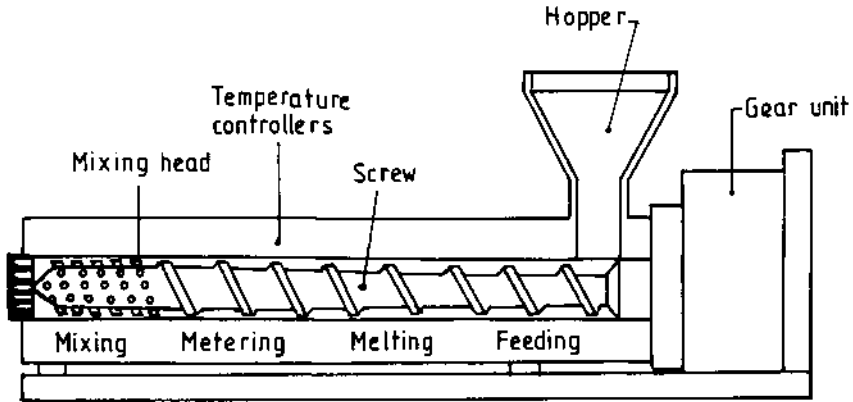 Hopper
Temperature
controllers
Gear unit
Mixing head
Screw
Mixing
Metering
Melting
Feeding